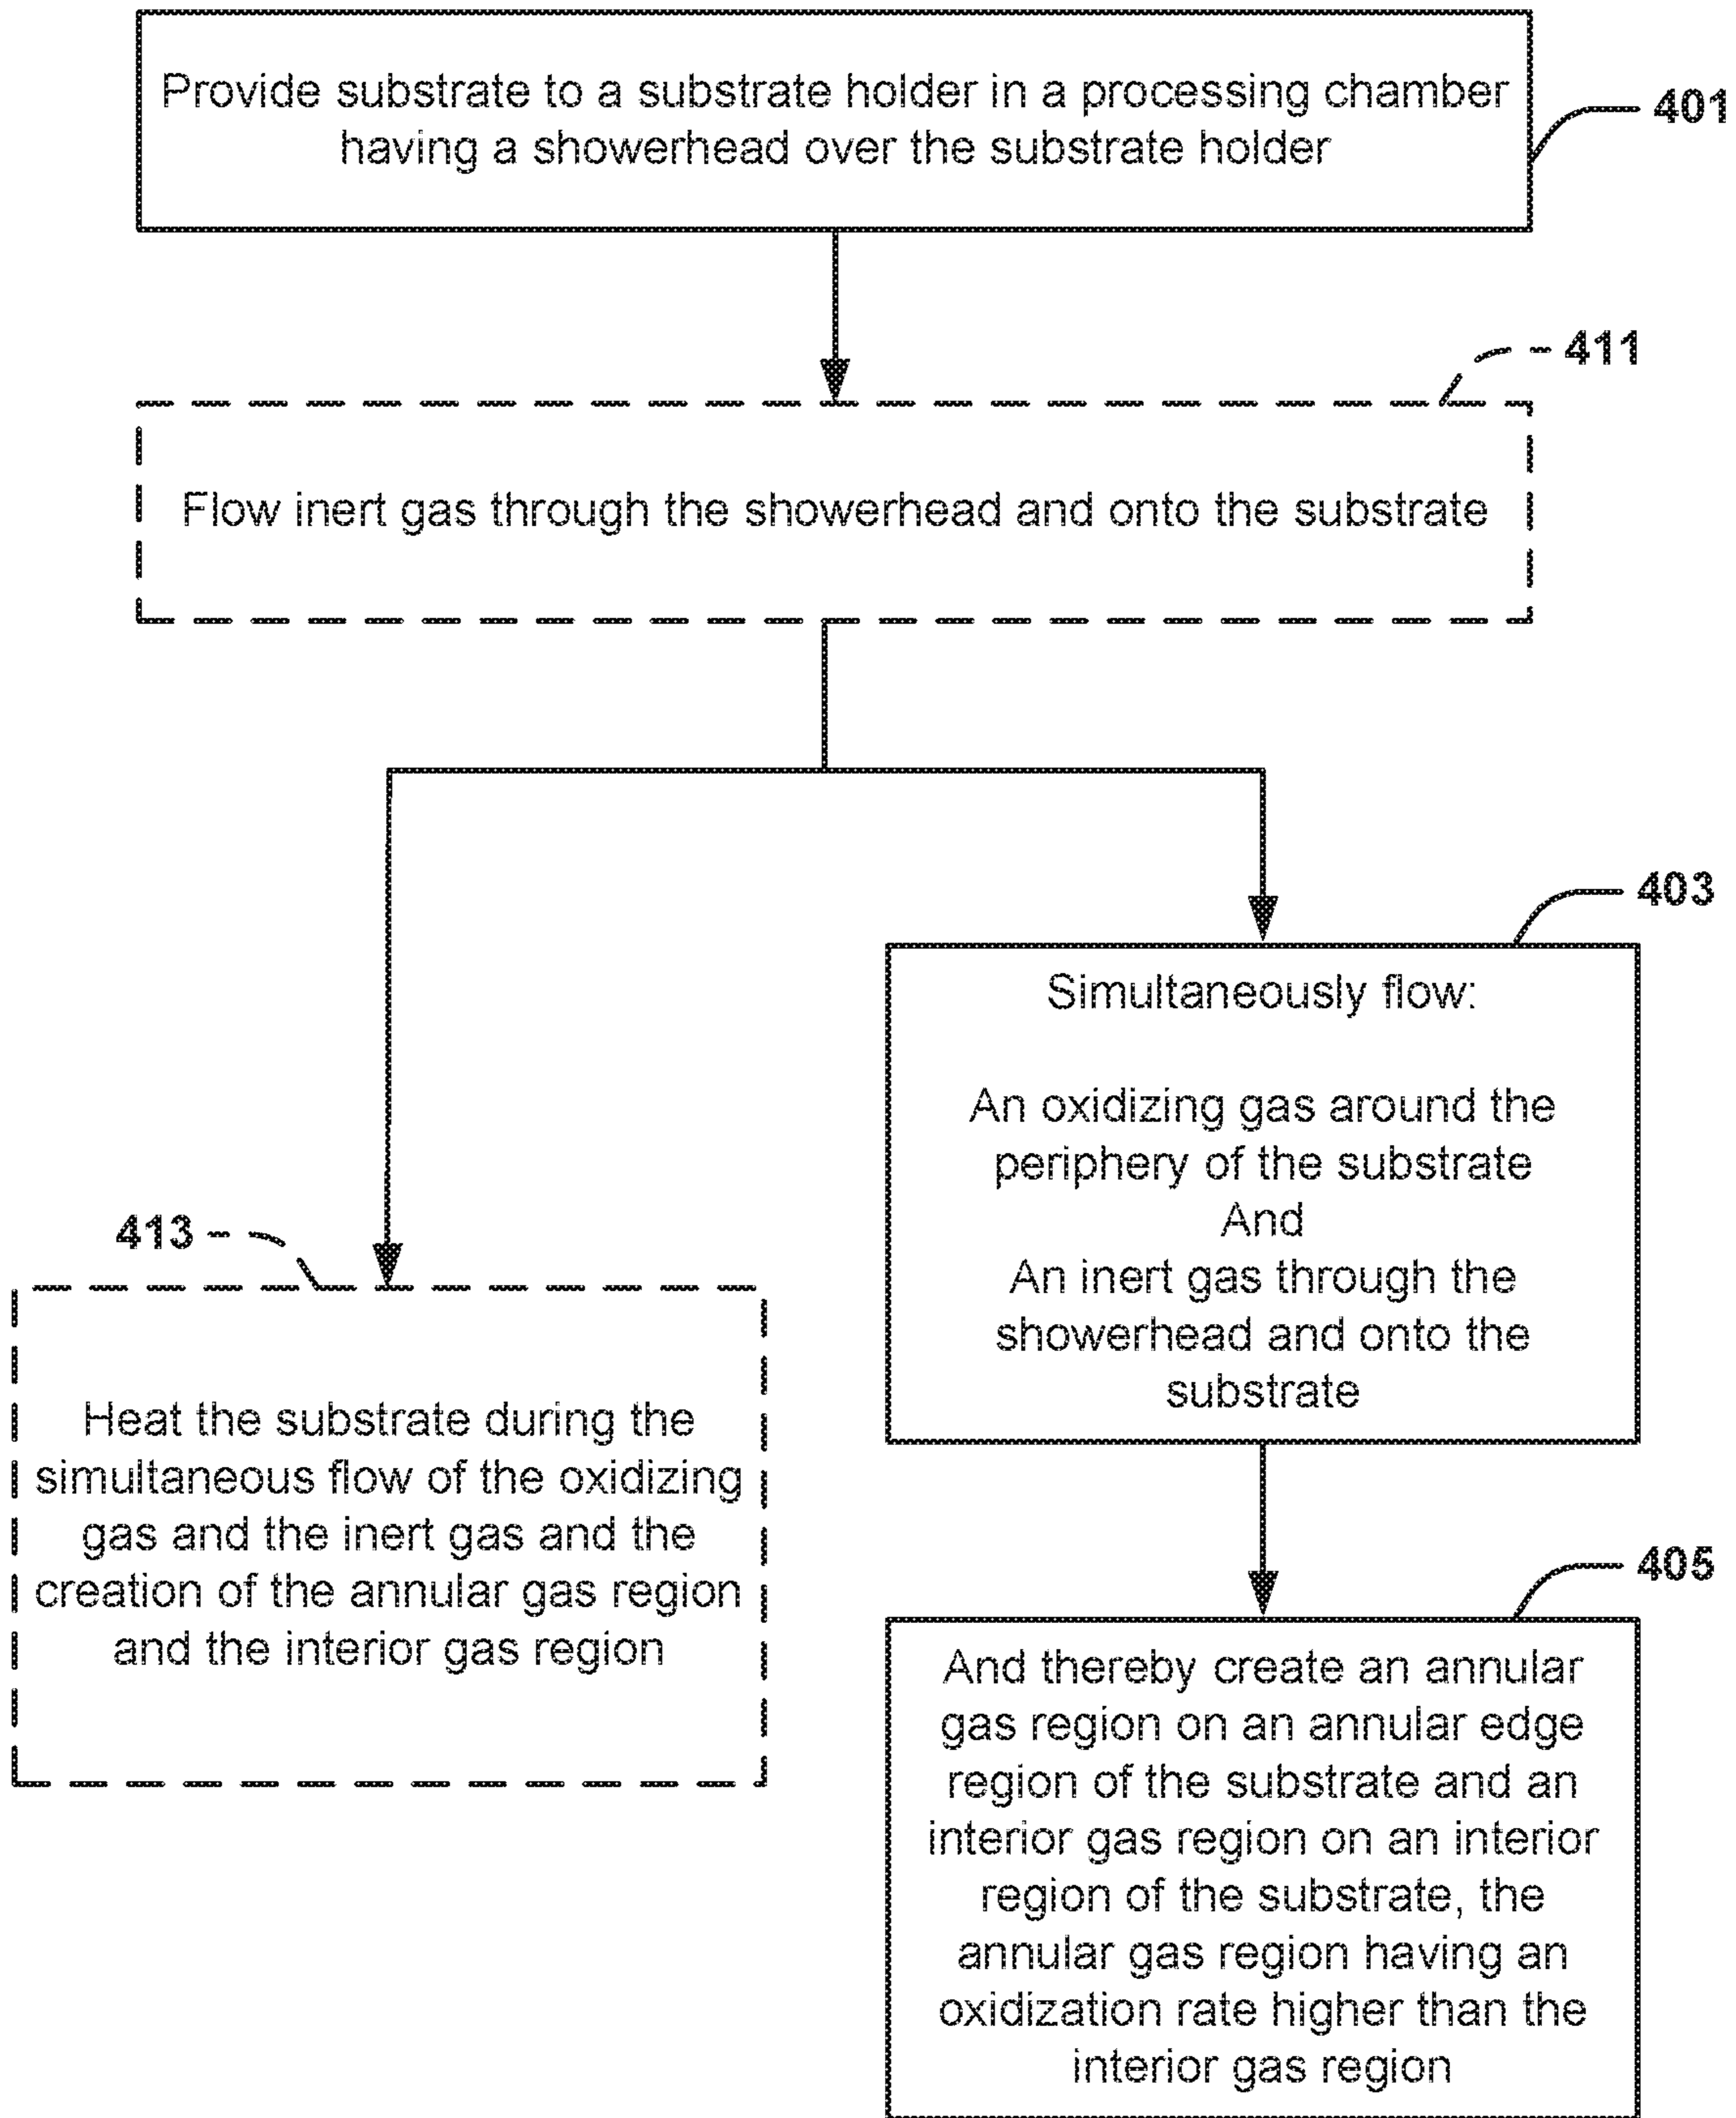 Provide substrate to a substrate holder in a processing chamber
having a showerhead over the substrate holder
401
411
Flow inert gas through the showerhead and onto the substrate
403
Simultaneously flow:
An oxidizing gas around the
periphery of the substrate
And
An inert gas through the
showerhead and onto the
substrate
413
Heat the substrate during the
simultaneous flow of the oxidizing
gas and the inert gas and the
creation of the annular gas region
and the interior gas region
405
And thereby create an annular
gas region on an annular edge
region of the substrate and an
interior gas region on an interior
region of the substrate, the
annular gas region having an
oxidization rate higher than the
interior gas region